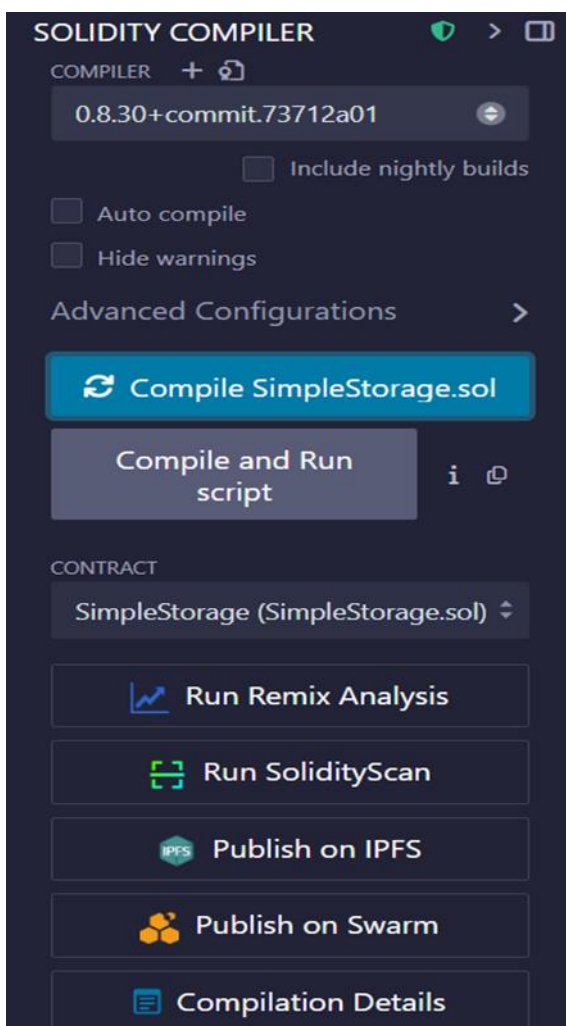 SOLIDITY COMPILER
COMPILER
0.8.30+commit.73712a01
Include nightly builds
Auto compile
Hide warnings
Advanced Configurations
Compile SimpleStorage.sol
Compile and Run
script
i
CONTRACT
SimpleStorage (SimpleStorage.sol)
Run Remix Analysis
Run SolidityScan
IPFS Publish on IPFS
Publish on Swarm
Compilation Details